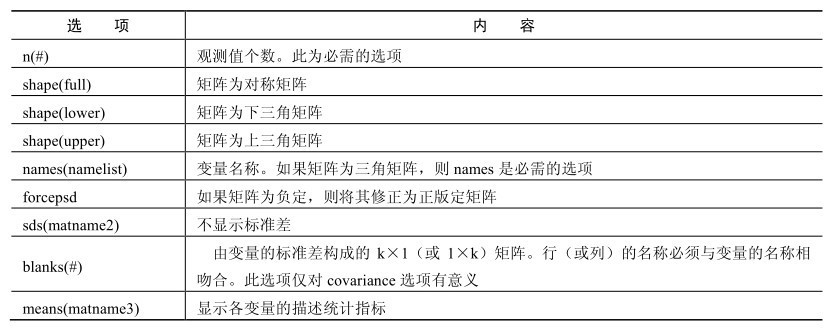 选 项 内 容
n(#) 观测值个数。此为必需的选项
shape(full) 矩阵为对称矩阵
shape(lower) 矩阵为下三角矩阵
shape(upper) 矩阵为上三角矩阵
names(namelist) 变量名称。如果矩阵为三角矩阵，则 names 是必需的选项
forcepsd 如果矩阵为负定，则将其修正为正版定矩阵
sds(matname2) 不显示标准差
blanks(#) 由变量的标准差构成的 k×1（或 1×k）矩阵。行（或列）的名称必须与变量的名称相
吻合。此选项仅对 covariance 选项有意义
means(matname3) 显示各变量的描述统计指标